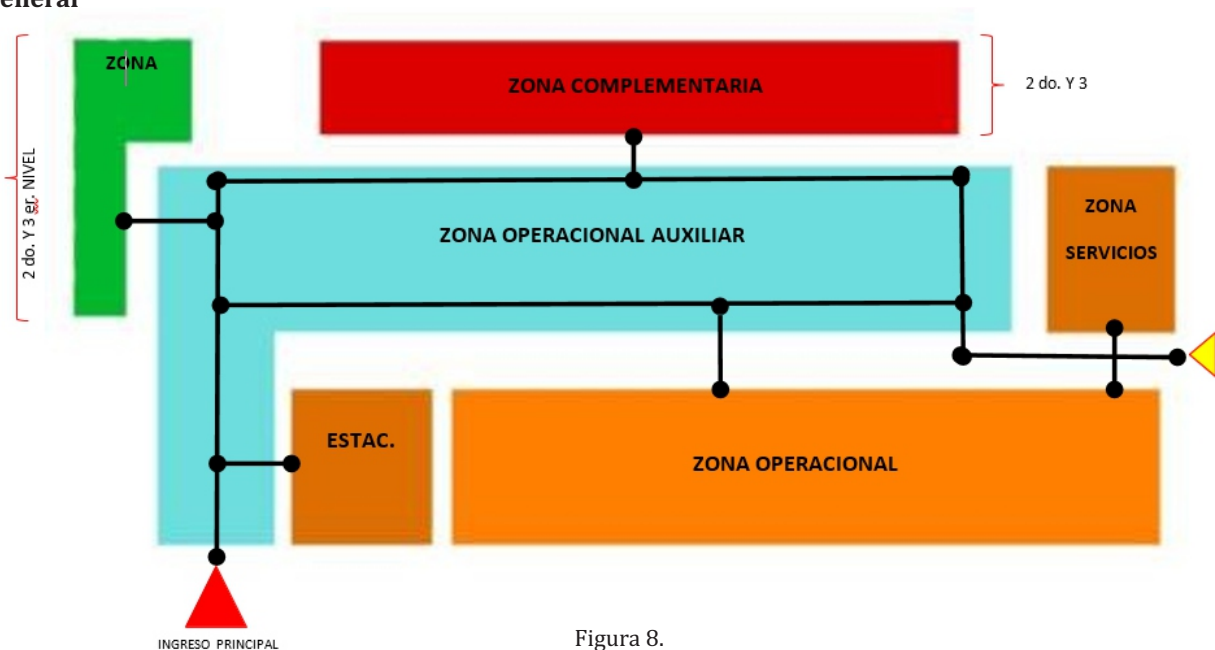 ZONA
ZONA COMPLEMENTARIA
2 do. Y 3
2 do. Y 3 er. NIVEL
ZONA
SERVICIOS
ZONA OPERACIONAL AUXILIAR
ESTAC.
ZONA OPERACIONAL
INGRESO PRINCIPAL
Figura 8.